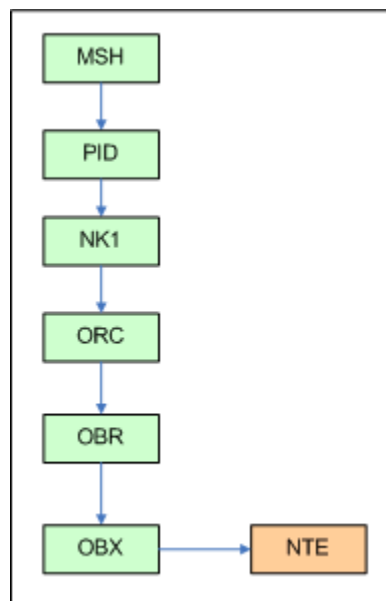 MSH
PID
NK1
ORC
OBR
OBX
NTE